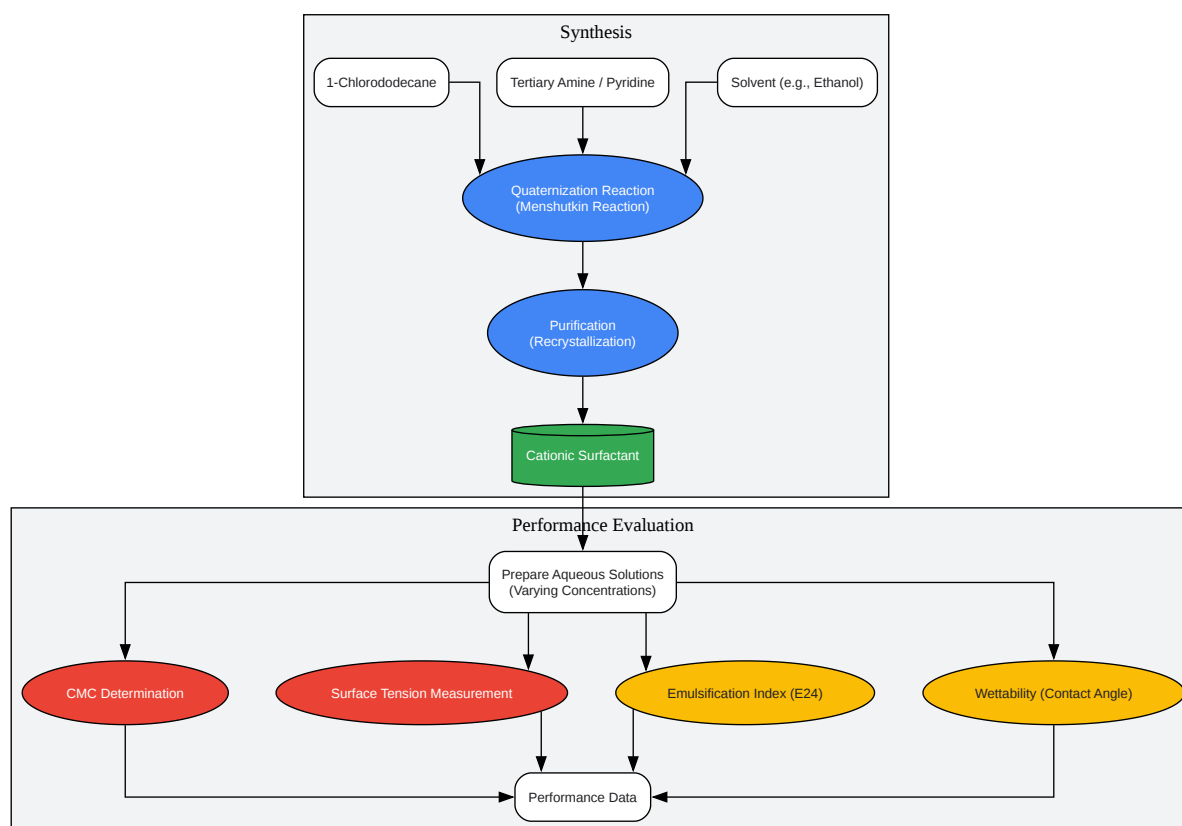 Synthesis
1-Chlorododecane
Tertiary Amine / Pyridine
Solvent (e.g., Ethanol)
Quaternization Reaction
(Menshutkin Reaction)
Purification
(Recrystallization)
Cationic Surfactant
Performance Evaluation
Prepare Aqueous Solutions
(Varying Concentrations)
CMC Determination
Surface Tension Measurement
Emulsification Index (E24)
Wettability (Contact Angle)
Performance Data